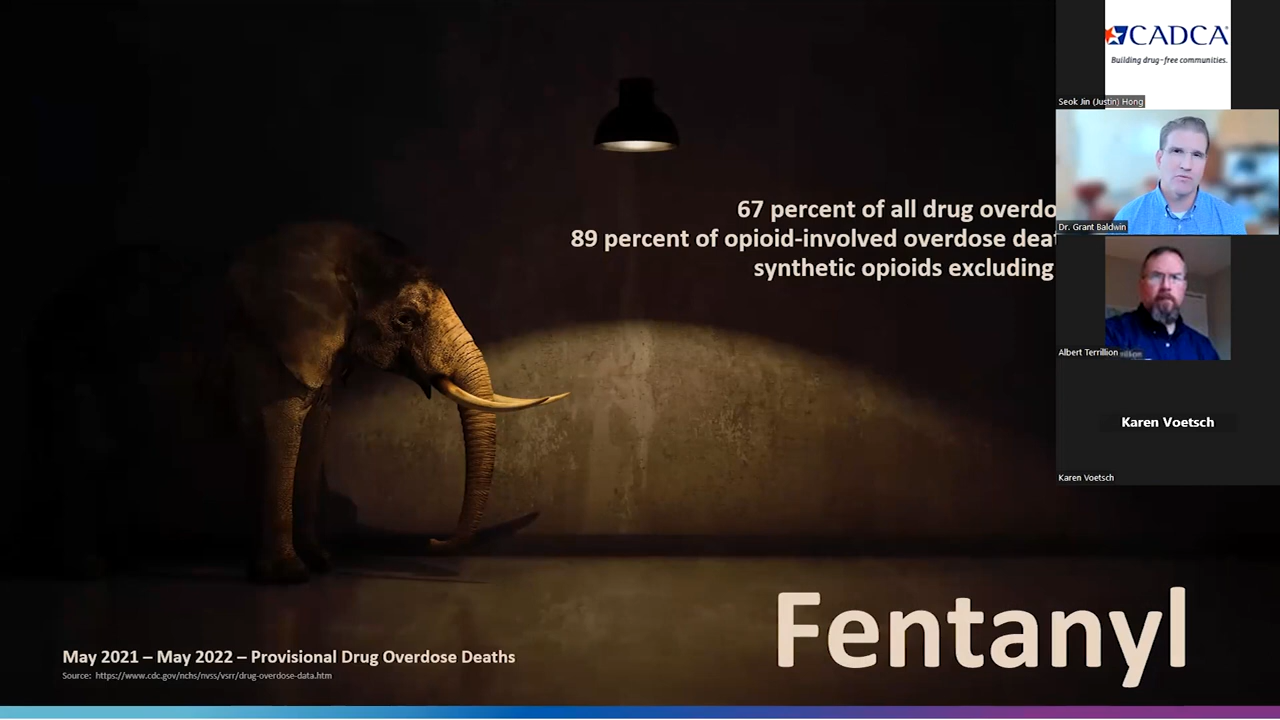 CADCA
Building drug-free communities.
Seok Jin (Justin) Hong
67 percent of all drug
89 percent of opioid-involved overdose
synthetic opioids excluding
Dr. Grant Baldwin
Albert Terrillion
Karen Voetsch
Karen Voetsch
Fentanyl
May 2021 – May 2022 – Provisional Drug Overdose Deaths
Source: https://www.cdc.gov/nchs/nvss/vsrr/drug-overdose-data.htm